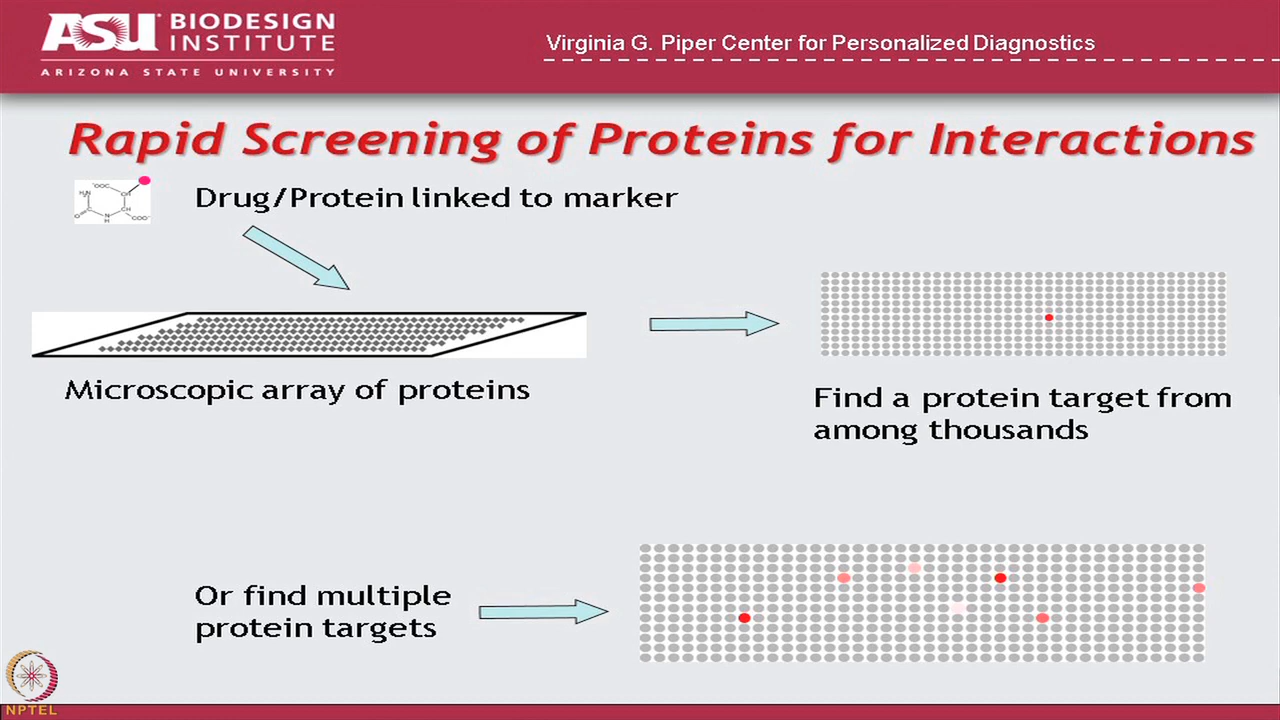 ASU BIODESIGN
INSTITUTE
ARIZONA STATE UNIVERSITY
Virginia G. Piper Center for Personalized Diagnostics
Rapid Screening of Proteins for Interactions
Drug/Protein linked to marker
Microscopic array of proteins
Find a protein target from
among thousands
Or find multiple
protein targets
NPTEL